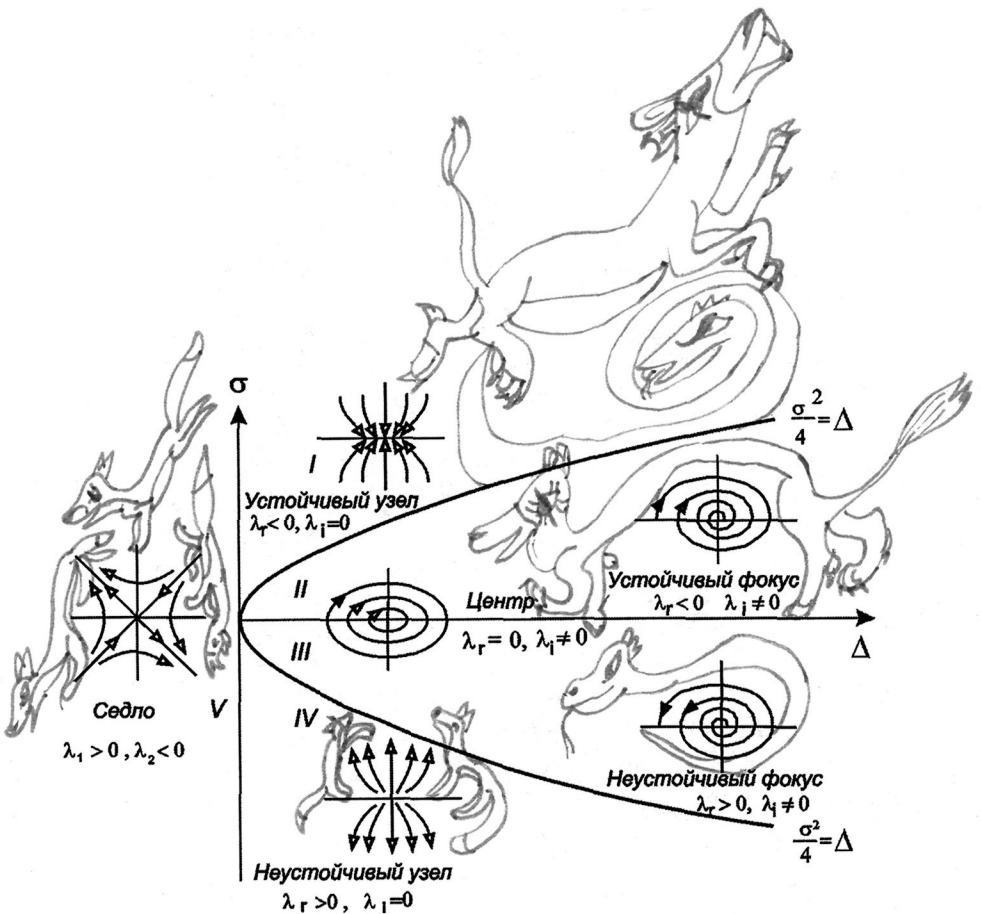 σ
σ²/4=Δ
I
Устойчивый узел
λr<0, λi=0
II
Центр
λr=0, λi≠0
Устойчивый фокус
λr<0 λi≠0
Δ
III
Седло
λ₁>0, λ₂<0
V
IV
Неустойчивый фокус
λr>0, λi≠0
σ²/4=Δ
Неустойчивый узел
λr>0, λi=0